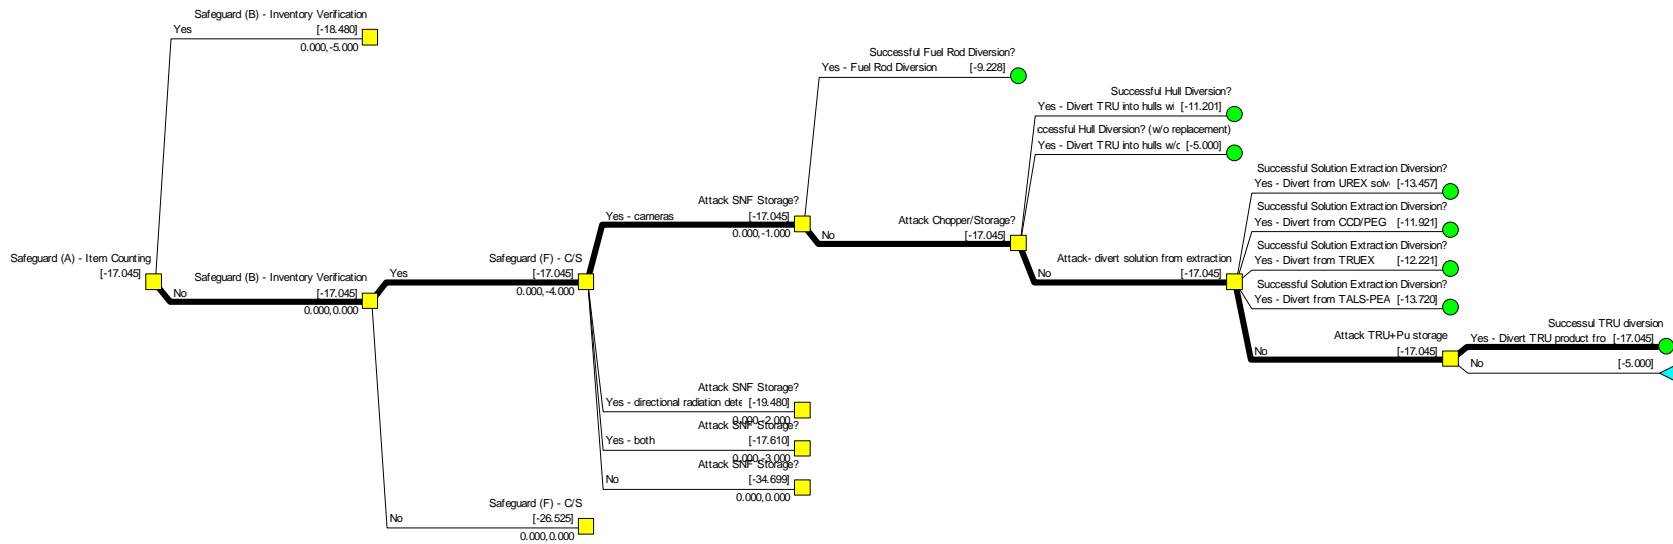 Safeguard (B) - Inventory Verification
Yes [-18.480]
0.000,-5.000
Safeguard (A) - Item Counting
[-17.045]
Safeguard (B) - Inventory Verification
No [-17.045]
0.000,0.000
Safeguard (F) - C/S
Yes [-17.045]
0.000,-4.000
Safeguard (F) - C/S
No [-26.525]
0.000,0.000
Attack SNF Storage?
Yes - cameras [-17.045]
0.000,-1.000
Attack SNF Storage?
Yes - directional radiation dete [-19.480]
0.000,-2.000
Attack SNF Storage?
Yes - both [-17.610]
0.000,-3.000
Attack SNF Storage?
No [-34.699]
0.000,0.000
Successful Fuel Rod Diversion?
Yes - Fuel Rod Diversion [-9.228]
Attack Chopper/Storage?
No [-17.045]
Successful Hull Diversion?
Yes - Divert TRU into hulls wi [-11.201]
ccessful Hull Diversion? (w/o replacement)
Yes - Divert TRU into hulls w/c [-5.000]
Attack- divert solution from extraction
No [-17.045]
Successful Solution Extraction Diversion?
Yes - Divert from UREX solv [-13.457]
Successful Solution Extraction Diversion?
Yes - Divert from CCD/PEG [-11.921]
Successful Solution Extraction Diversion?
Yes - Divert from TRUEX [-12.221]
Successful Solution Extraction Diversion?
Yes - Divert from TALS-PEA [-13.720]
Attack TRU+Pu storage
No [-17.045]
Successul TRU diversion
Yes - Divert TRU product fro [-17.045]
No [-5.000]